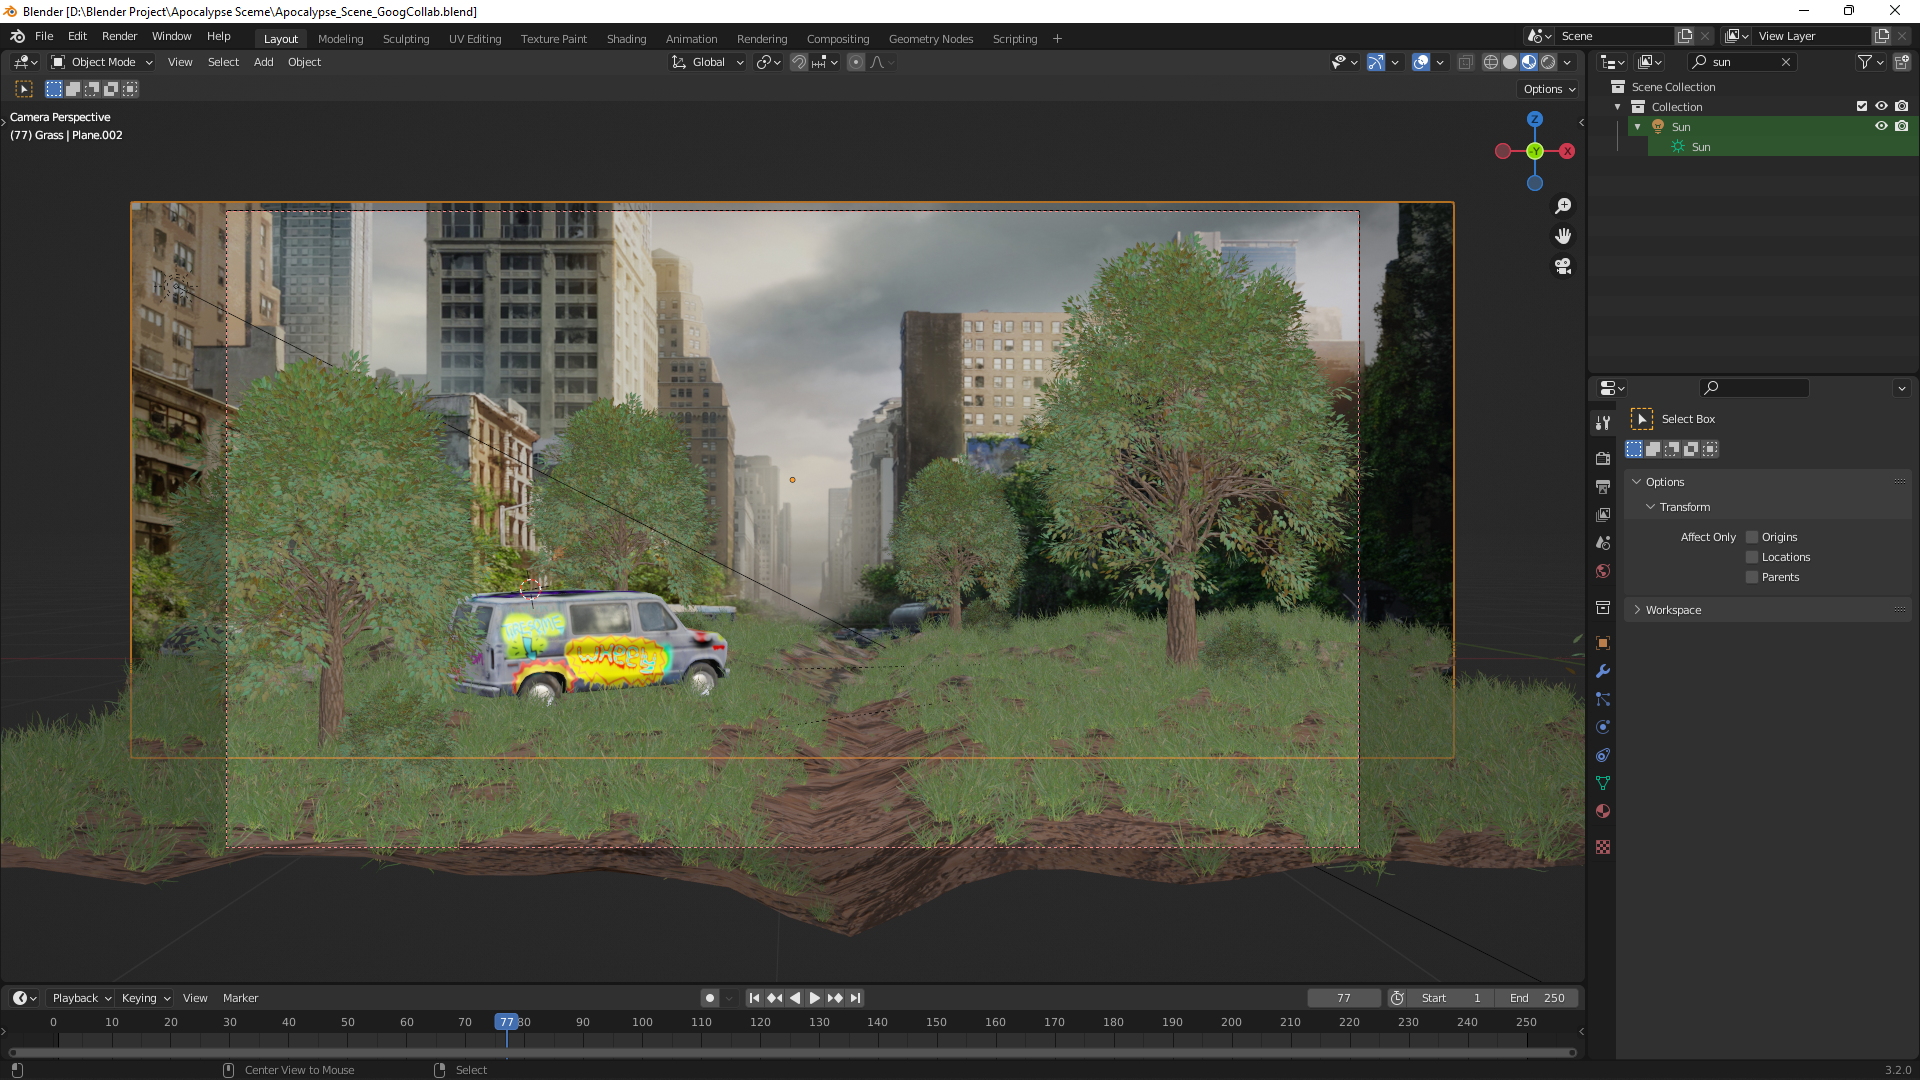 Blender [D:\Blender Project\Apocalypse Sceme\Apocalypse_Scene_GoogCollab.blend]
File Edit Render Window Help Layout Modeling Sculpting UV Editing Texture Paint Shading Animation Rendering Compositing Geometry Nodes Scripting + Scene View Layer
Object Mode View Select Add Object Global sun
Options
Scene Collection
Collection
Sun
Sun
Camera Perspective
(77) Grass | Plane.002
Z
-Y X
Select Box
Options
Transform
Affect Only Origins
Locations
Parents
Workspace
TIRESOME
WHEELY
Playback Keying View Marker 77 Start 1 End 250
0 10 20 30 40 50 60 70 77 80 90 100 110 120 130 140 150 160 170 180 190 200 210 220 230 240 250
Center View to Mouse Select 3.2.0